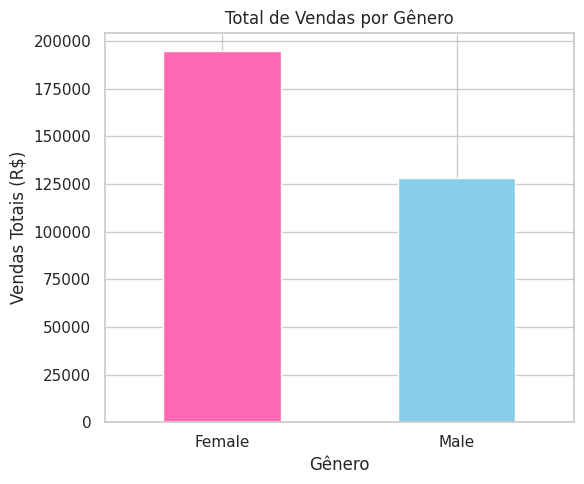 Total de Vendas por Gênero
Vendas Totais (R$)
200000
175000
150000
125000
100000
75000
50000
25000
0
Female
Male
Gênero